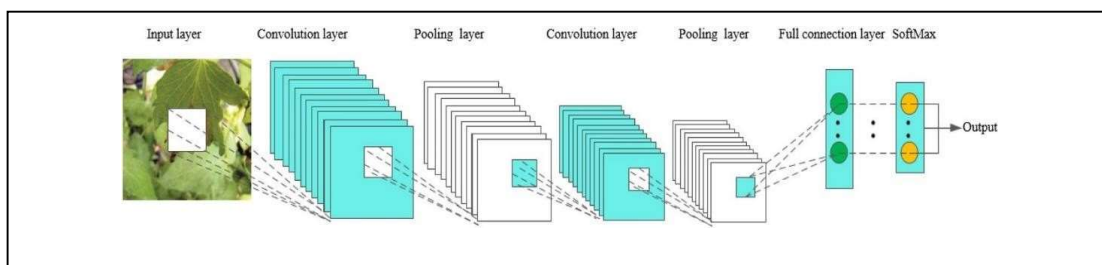 Input layer Convolution layer Pooling layer Convolution layer Pooling layer Full connection layer SoftMax
Output